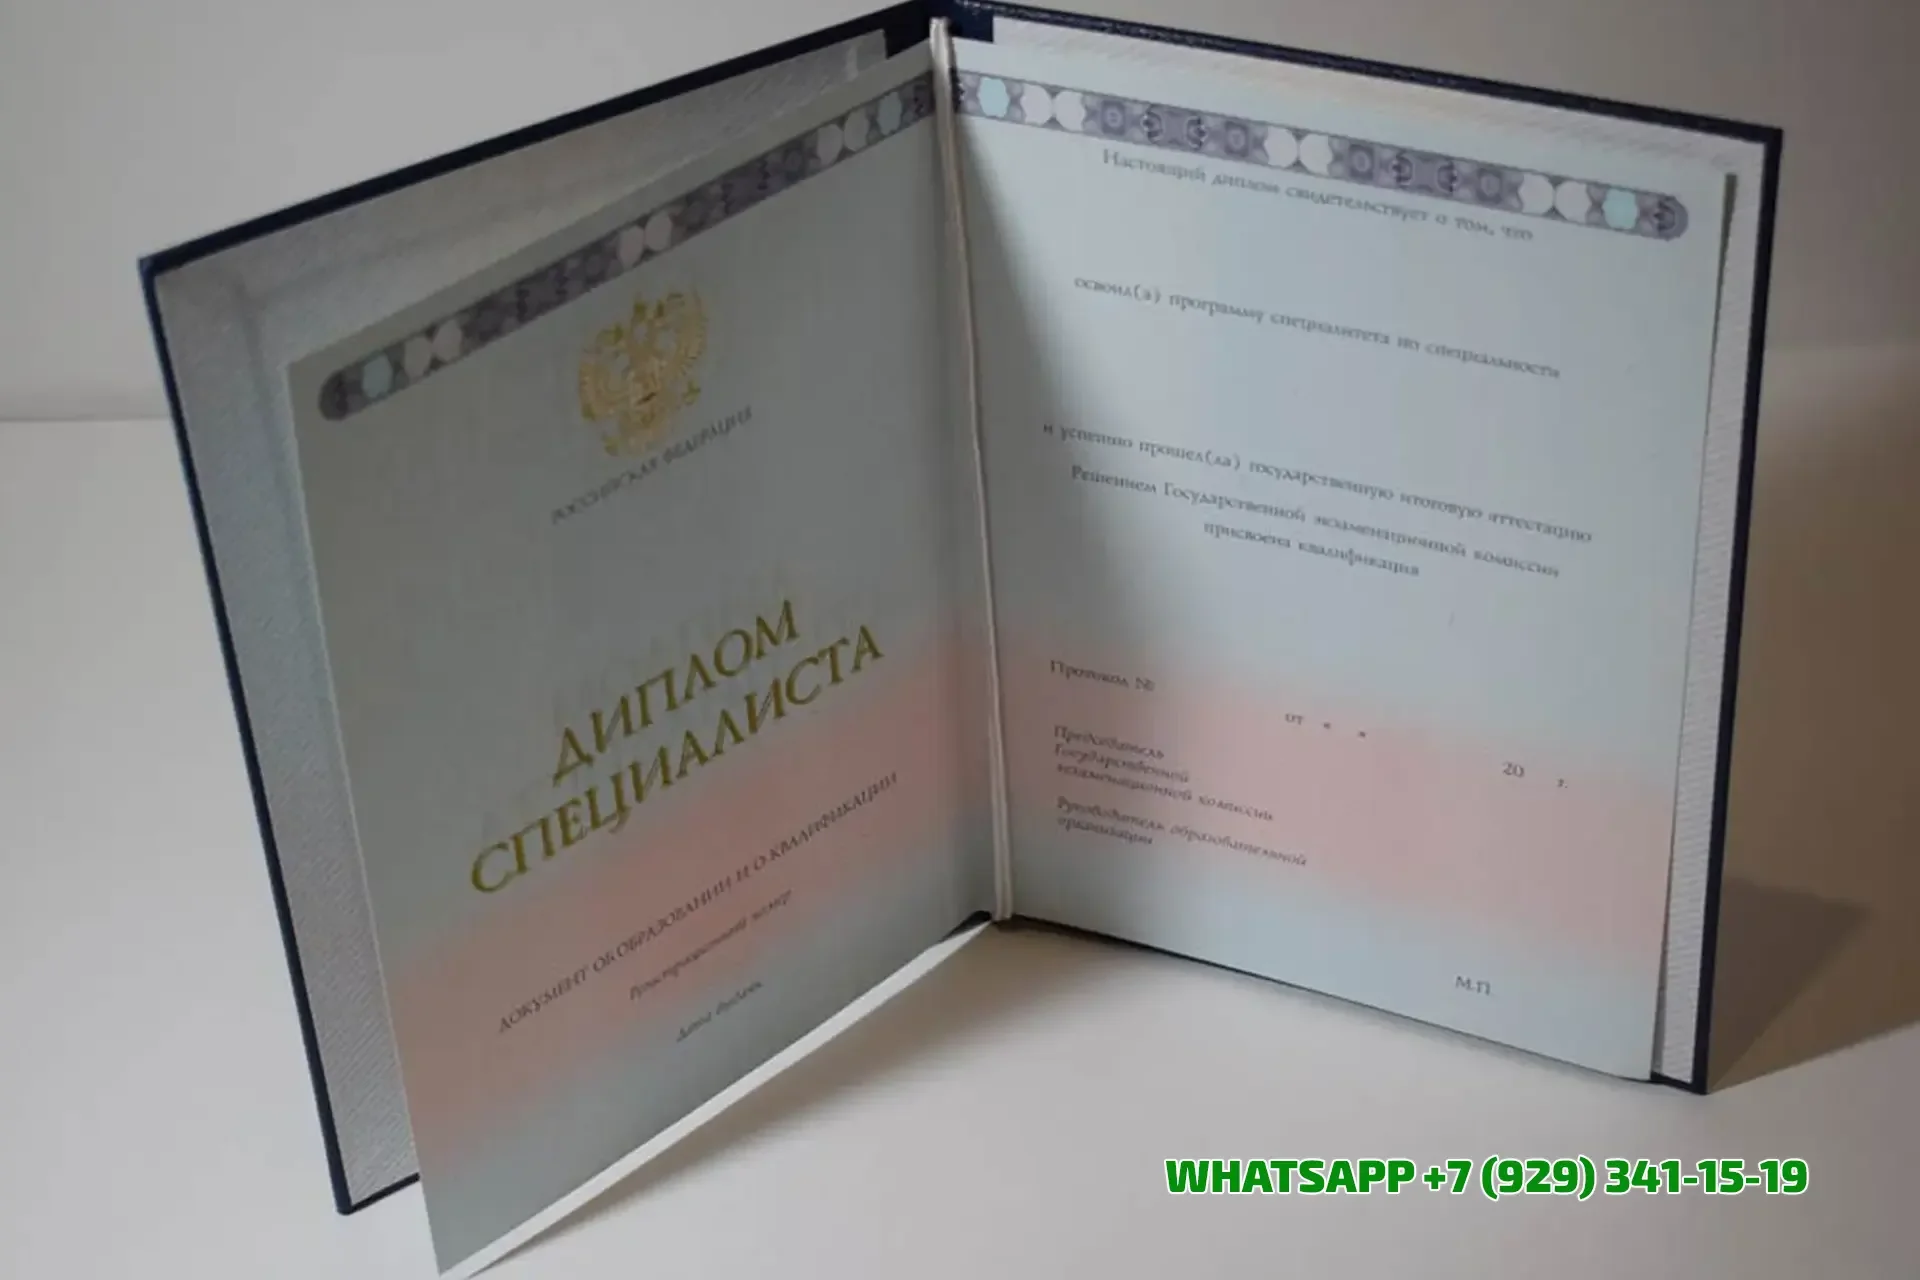 РОССИЙСКАЯ ФЕДЕРАЦИЯ
ДИПЛОМ
СПЕЦИАЛИСТА
ДОКУМЕНТ ОБ ОБРАЗОВАНИИ И О КВАЛИФИКАЦИИ
Регистрационный номер
Дата выдачи
Настоящий диплом свидетельствует о том, что
освоил(а) программу специалитета по специальности
и успешно прошел(ла) государственную итоговую аттестацию
Решением Государственной экзаменационной комиссии
присвоена квалификация
Протокол №
от « »
20 г.
Председатель
Государственной
экзаменационной комиссии
Руководитель образовательной
организации
М.П.
WHATSAPP +7 (929) 341-15-19